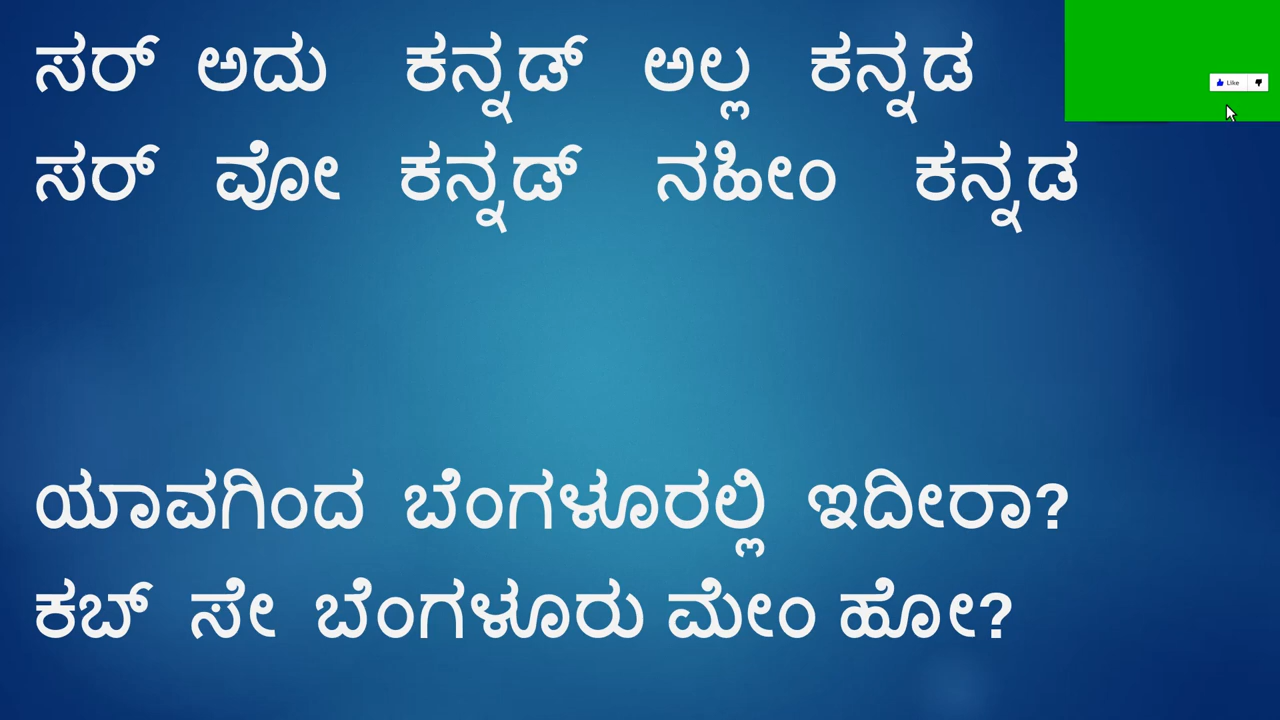 ಸರ್ ಅದು ಕನ್ನಡ್ ಅಲ್ಲ ಕನ್ನಡ
Like
ಸರ್ ವೋ ಕನ್ನಡ್ ನಹೀಂ ಕನ್ನಡ
ಯಾವಗಿಂದ ಬೆಂಗಳೂರಲ್ಲಿ ಇದೀರಾ?
ಕಬ್ ಸೇ ಬೆಂಗಳೂರು ಮೇಂ ಹೋ?